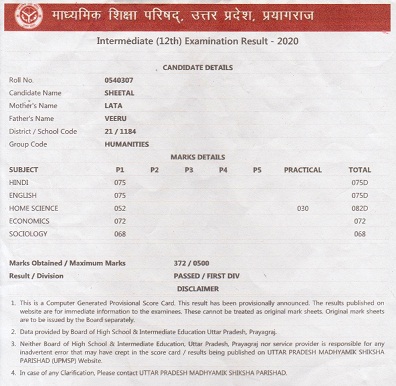 माध्यमिक शिक्षा परिषद्, उत्तर प्रदेश, प्रयागराज
Intermediate (12th) Examination Result - 2020
CANDIDATE DETAILS
Roll No. 0540307
Candidate Name SHEETAL
Mother's Name LATA
Father's Name VEERU
District / School Code 21 / 1184
Group Code HUMANITIES
MARKS DETAILS
SUBJECT P1 P2 P3 P4 P5 PRACTICAL TOTAL
HINDI 075 075D
ENGLISH 075 075D
HOME SCIENCE 052 030 082D
ECONOMICS 072 072
SOCIOLOGY 068 068
Marks Obtained / Maximum Marks 372 / 0500
Result / Division PASSED / FIRST DIV
DISCLAIMER
1. This is a Computer Generated Provisional Score Card. This result has been provisionally announced. The results published on
website are for immediate information to the examinees. These cannot be treated as original mark sheets. Original mark sheets
are to be issued by the Board separately.
2. Data provided by Board of High School & Intermediate Education Uttar Pradesh, Prayagraj.
3. Neither Board of High School & Intermediate Education, Uttar Pradesh, Prayagraj nor service provider is responsible for any
inadvertent error that may have crept in the score card / results being published on UTTAR PRADESH MADHYAMIK SHIKSHA
PARISHAD (UPMSP) Website.
4. In case of any Clarification, Please contact UTTAR PRADESH MADHYAMIK SHIKSHA PARISHAD.